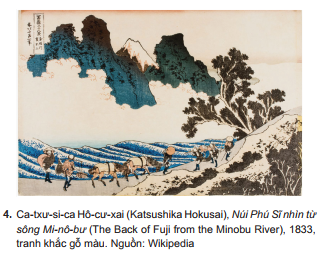 4. Ca-txư-si-ca Hô-cư-xai (Katsushika Hokusai), Núi Phú Sĩ nhìn từ
sông Mi-nô-bư (The Back of Fuji from the Minobu River), 1833,
tranh khắc gỗ màu. Nguồn: Wikipedia